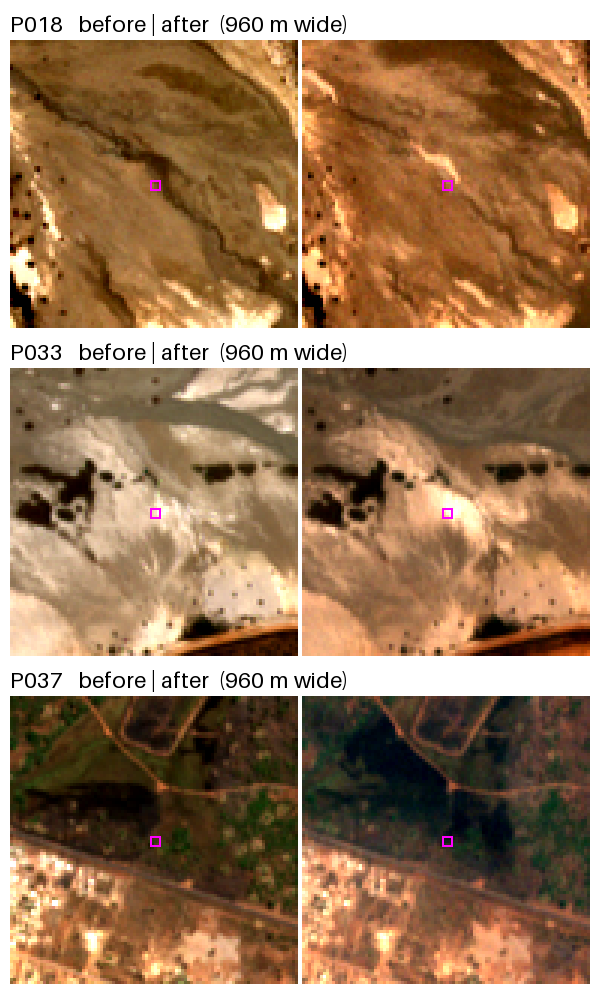 P018 before | after (960 m wide)
P033 before | after (960 m wide)
P037 before | after (960 m wide)